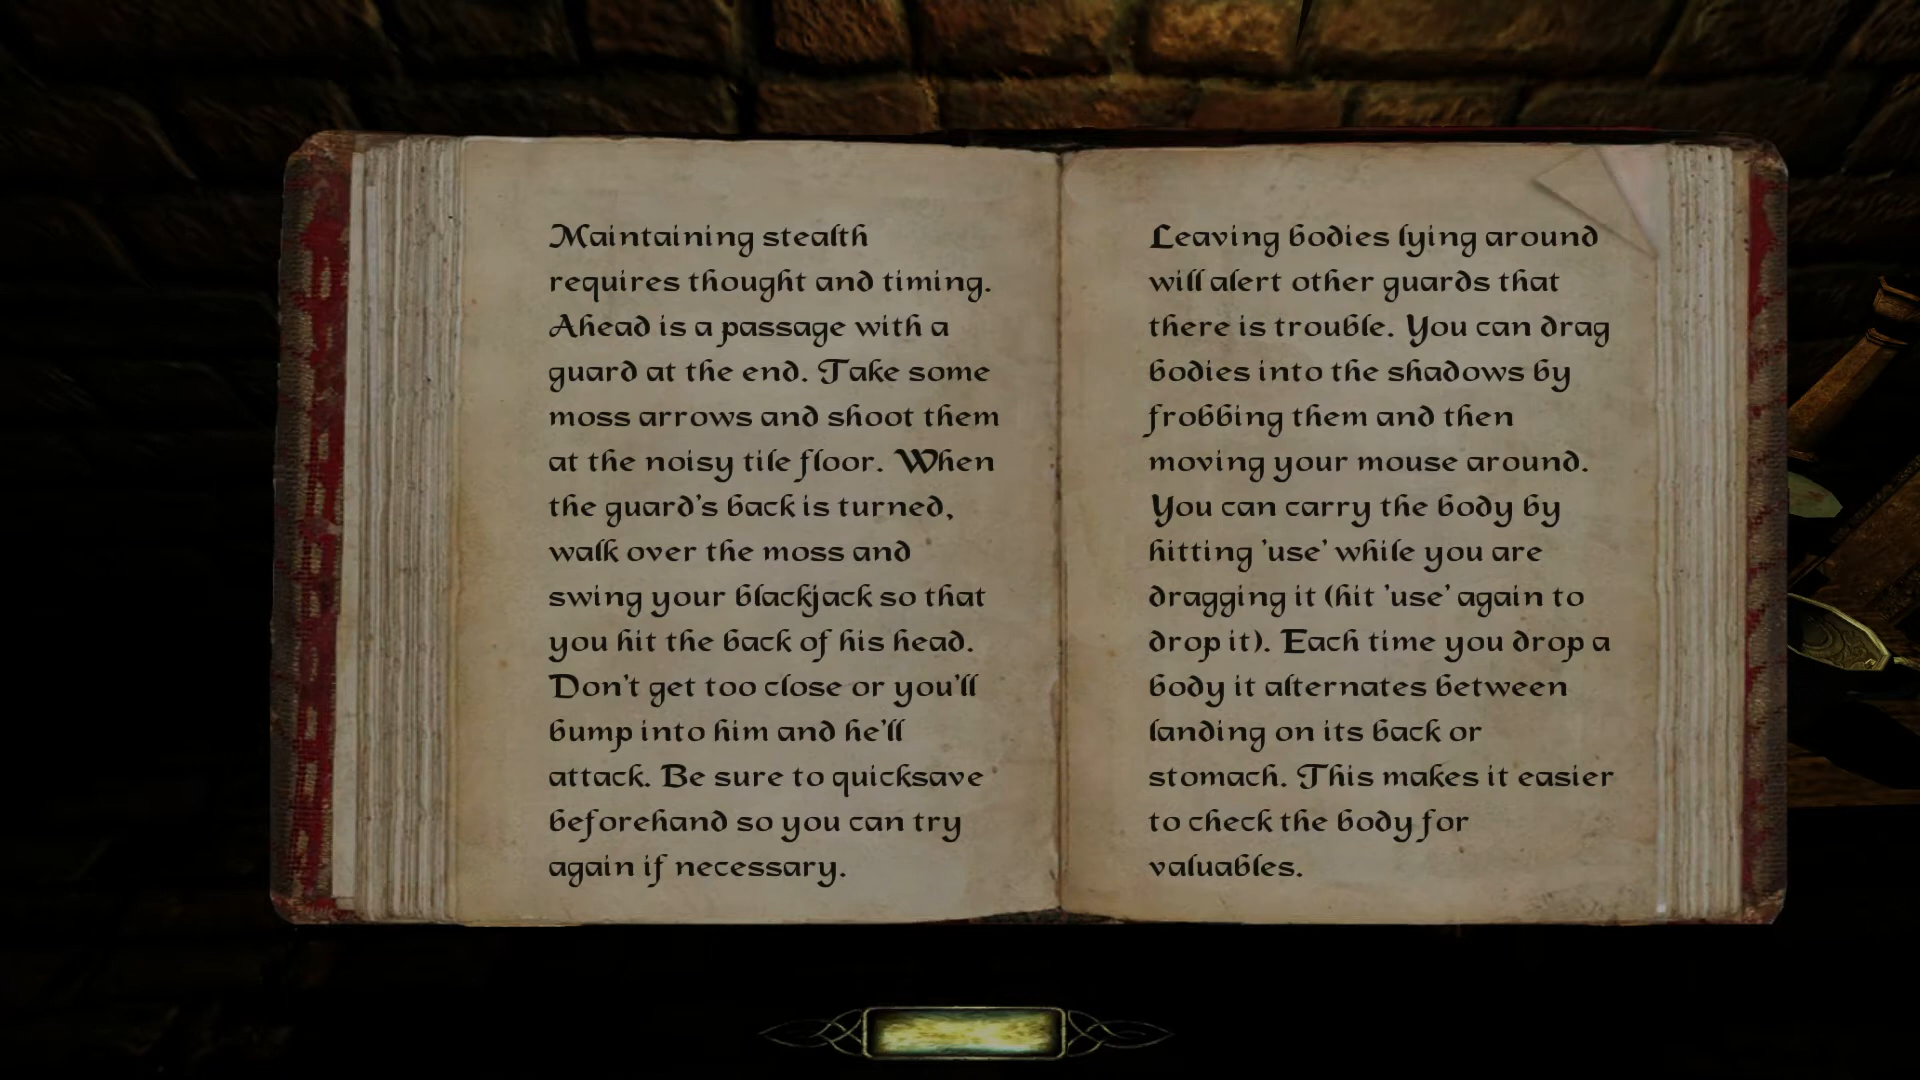 Maintaining stealth
requires thought and timing.
Ahead is a passage with a
guard at the end. Take some
moss arrows and shoot them
at the noisy tile floor. When
the guard's back is turned,
walk over the moss and
swing your blackjack so that
you hit the back of his head.
Don't get too close or you'll
bump into him and he'll
attack. Be sure to quicksave
beforehand so you can try
again if necessary.
Leaving bodies lying around
will alert other guards that
there is trouble. You can drag
bodies into the shadows by
frobbing them and then
moving your mouse around.
You can carry the body by
hitting 'use' while you are
dragging it (hit 'use' again to
drop it). Each time you drop a
body it alternates between
landing on its back or
stomach. This makes it easier
to check the body for
valuables.